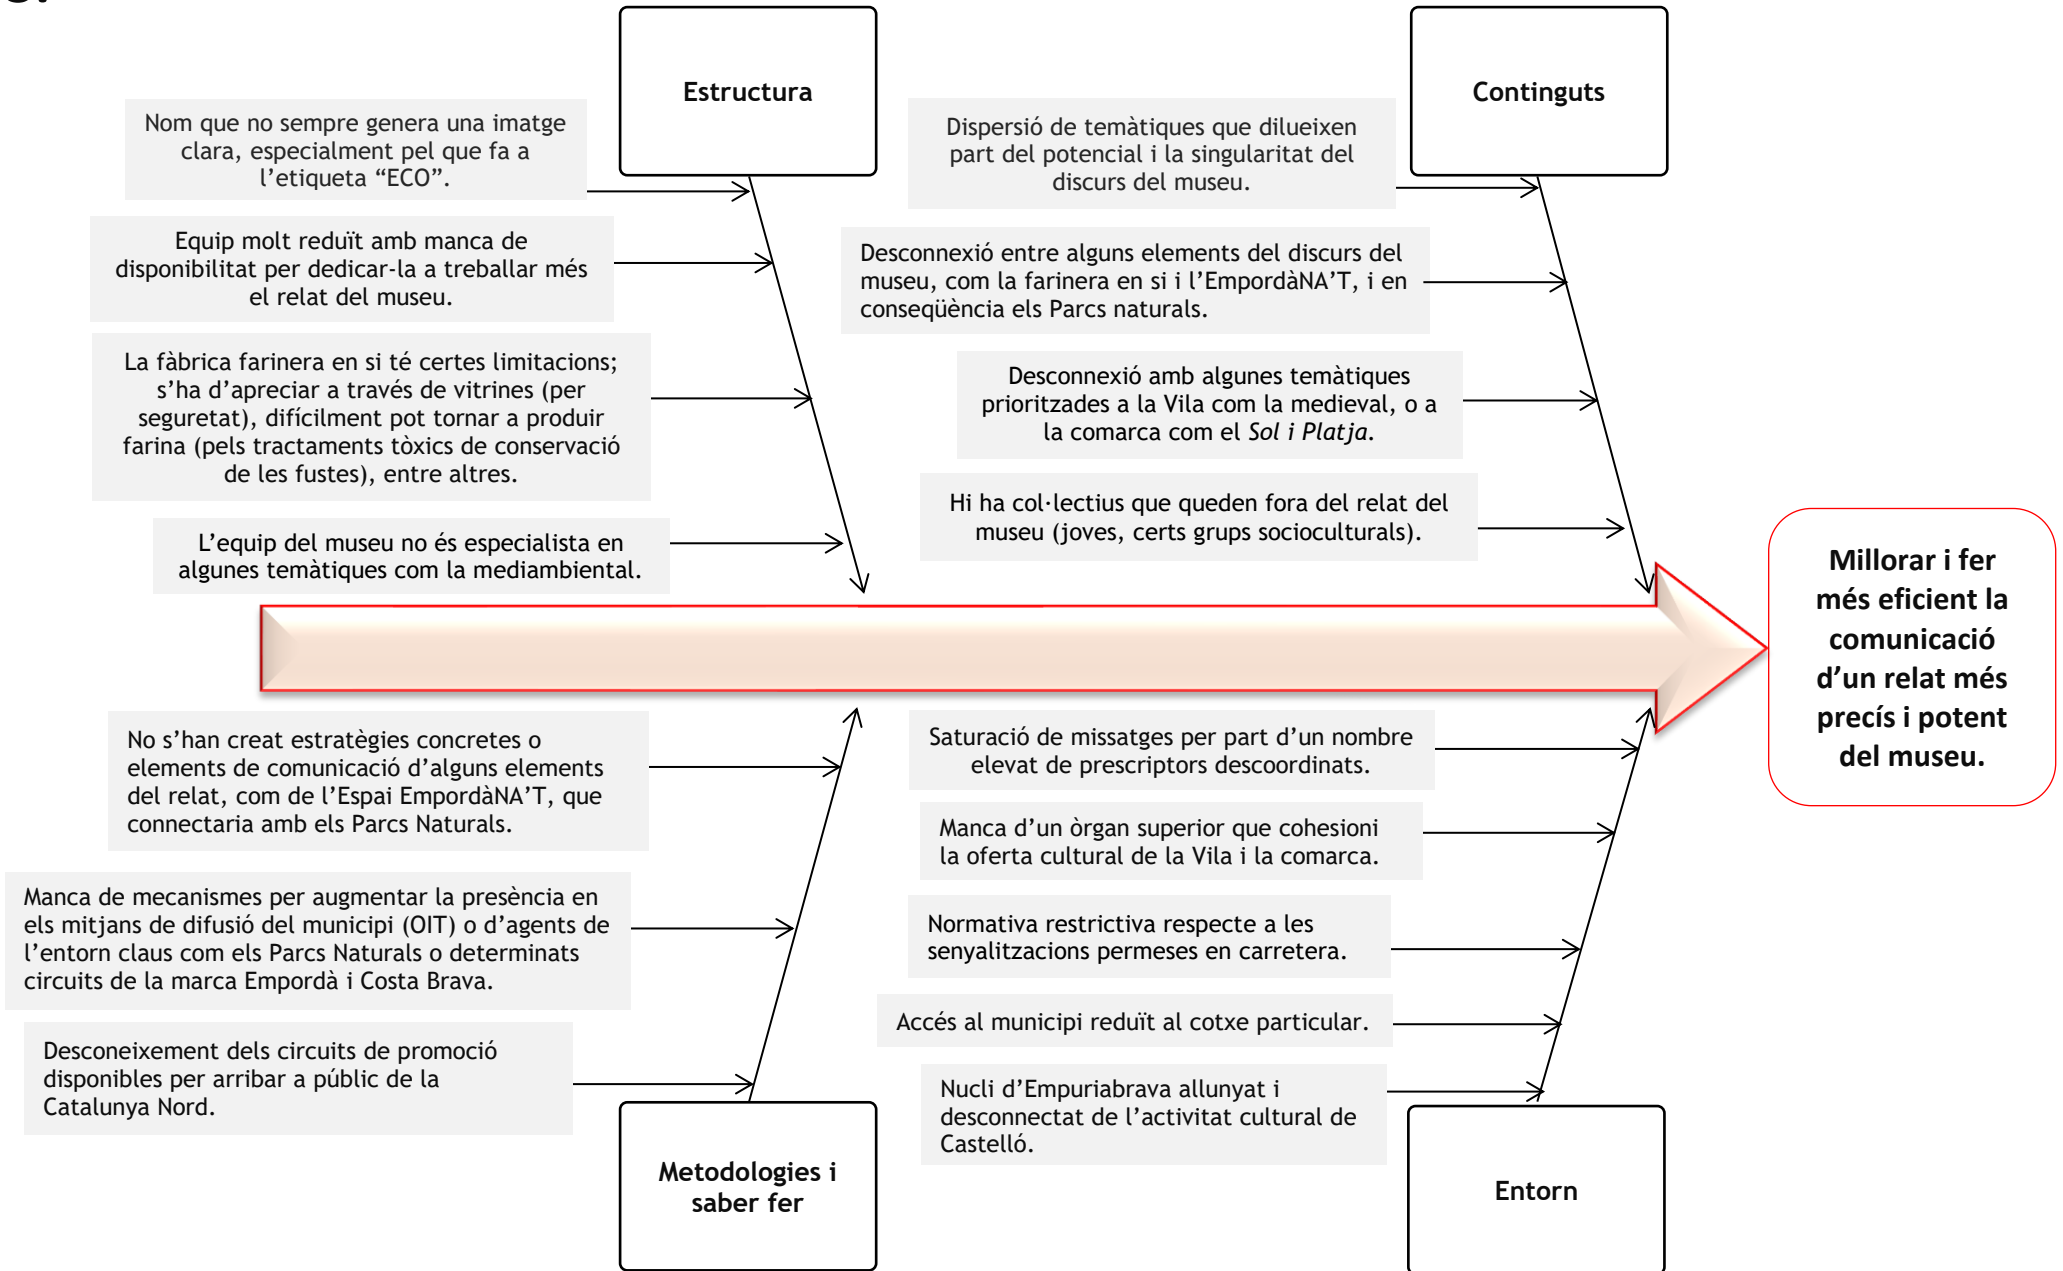 Estructura
Nom que no sempre genera una imatge
clara, especialment pel que fa a
l’etiqueta “ECO”.
Equip molt reduït amb manca de
disponibilitat per dedicar-la a treballar més
el relat del museu.
La fàbrica farinera en si té certes limitacions;
s’ha d’apreciar a través de vitrines (per
seguretat), difícilment pot tornar a produir
farina (pels tractaments tòxics de conservació
de les fustes), entre altres.
L’equip del museu no és especialista en
algunes temàtiques com la mediambiental.
Continguts
Dispersió de temàtiques que dilueixen
part del potencial i la singularitat del
discurs del museu.
Desconnexió entre alguns elements del discurs del
museu, com la farinera en si i l’EmpordàNA’T, i en
conseqüència els Parcs naturals.
Desconnexió amb algunes temàtiques
prioritzades a la Vila com la medieval, o a
la comarca com el Sol i Platja.
Hi ha col·lectius que queden fora del relat del
museu (joves, certs grups socioculturals).
Millorar i fer
més eficient la
comunicació
d’un relat més
precís i potent
del museu.
No s’han creat estratègies concretes o
elements de comunicació d’alguns elements
del relat, com de l’Espai EmpordàNA’T, que
connectaria amb els Parcs Naturals.
Manca de mecanismes per augmentar la presència en
els mitjans de difusió del municipi (OIT) o d’agents de
l’entorn claus com els Parcs Naturals o determinats
circuits de la marca Empordà i Costa Brava.
Desconeixement dels circuits de promoció
disponibles per arribar a públic de la
Catalunya Nord.
Metodologies i
saber fer
Saturació de missatges per part d’un nombre
elevat de prescriptors descoordinats.
Manca d’un òrgan superior que cohesioni
la oferta cultural de la Vila i la comarca.
Normativa restrictiva respecte a les
senyalitzacions permeses en carretera.
Accés al municipi reduït al cotxe particular.
Nucli d’Empuriabrava allunyat i
desconnectat de l’activitat cultural de
Castelló.
Entorn